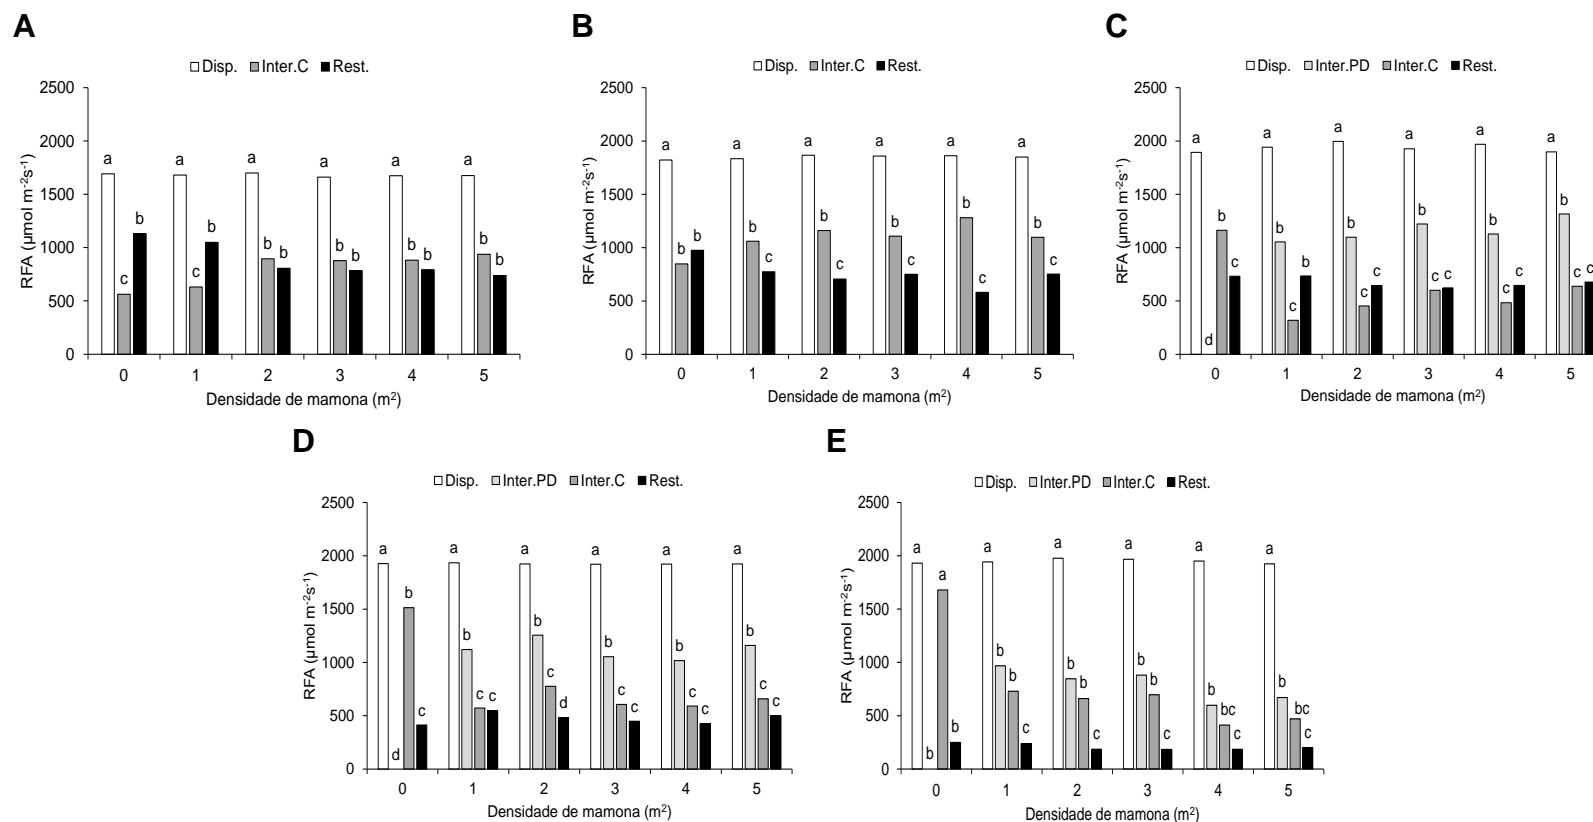 A
□Disp. ■Inter.C ■Rest.
2500
2000
1500
1000
500
0
RFA (µmol m⁻²s⁻¹)
a a a a a a
b b b b b b
c c b b b b
0 1 2 3 4 5
Densidade de mamona (m²)
B
□Disp. ■Inter.C ■Rest.
2500
2000
1500
1000
500
0
RFA (µmol m⁻²s⁻¹)
a a a a a a
b b b b b b
b c c c c c
0 1 2 3 4 5
Densidade de mamona (m²)
C
□Disp. □Inter.PD ■Inter.C ■Rest.
2500
2000
1500
1000
500
0
RFA (µmol m⁻²s⁻¹)
a a a a a a
b b b b b b
c b c c c c c c c c c
d
0 1 2 3 4 5
Densidade de mamona (m²)
D
□Disp. □Inter.PD ■Inter.C ■Rest.
2500
2000
1500
1000
500
0
RFA (µmol m⁻²s⁻¹)
a a a a a a
b b b b b b
c c c c d c c c c c c
d
0 1 2 3 4 5
Densidade de mamona (m²)
E
□Disp. □Inter.PD ■Inter.C ■Rest.
2500
2000
1500
1000
500
0
RFA (µmol m⁻²s⁻¹)
a a a a a a a
b b b b b b b b bc b bc
b b c c c c c
0 1 2 3 4 5
Densidade de mamona (m²)